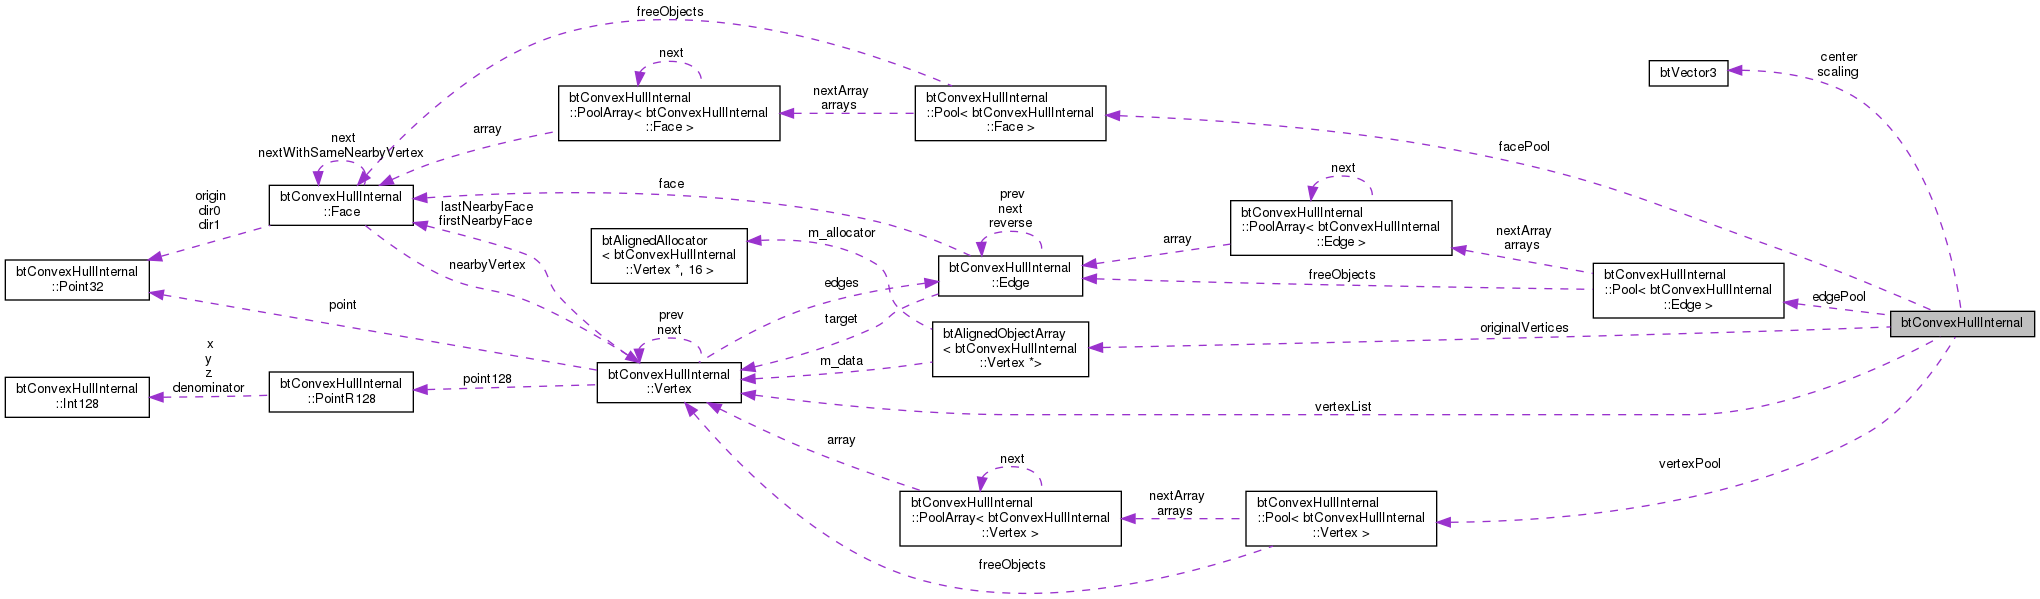 freeObjects
next
btConvexHullInternal
::PoolArray< btConvexHullInternal
::Face >
nextArray
arrays
btConvexHullInternal
::Pool< btConvexHullInternal
::Face >
center
scaling
btVector3
array
next
nextWithSameNearbyVertex
facePool
btConvexHullInternal
::Face
origin
dir0
dir1
face
lastNearbyFace
firstNearbyFace
prev
next
reverse
next
btConvexHullInternal
::PoolArray< btConvexHullInternal
::Edge >
m_allocator
btAlignedAllocator
< btConvexHullInternal
::Vertex *, 16 >
array
nextArray
arrays
btConvexHullInternal
::Point32
nearbyVertex
edges
btConvexHullInternal
::Edge
freeObjects
btConvexHullInternal
::Pool< btConvexHullInternal
::Edge >
edgePool
btConvexHullInternal
point
prev
next
target
btAlignedObjectArray
< btConvexHullInternal
::Vertex *>
originalVertices
x
y
z
denominator
m_data
btConvexHullInternal
::Int128
btConvexHullInternal
::PointR128
point128
btConvexHullInternal
::Vertex
vertexList
array
next
vertexPool
btConvexHullInternal
::PoolArray< btConvexHullInternal
::Vertex >
nextArray
arrays
btConvexHullInternal
::Pool< btConvexHullInternal
::Vertex >
freeObjects